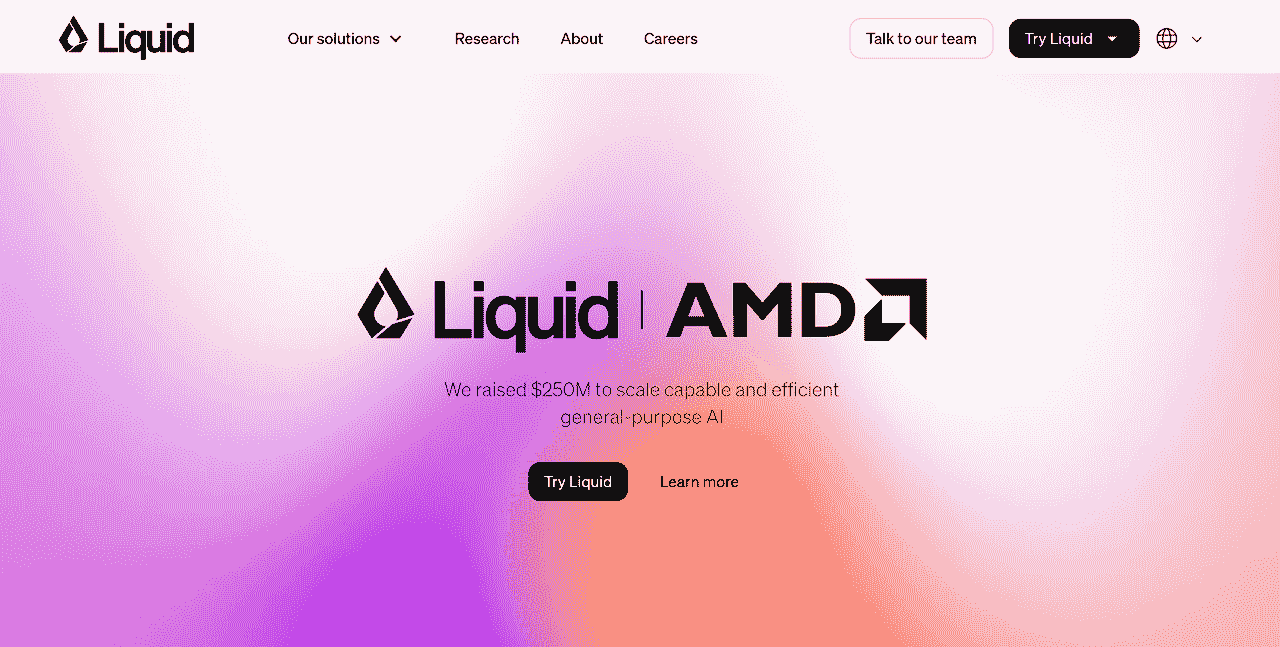 Liquid
Our solutions
Research
About
Careers
Talk to our team
Try Liquid
Liquid | AMD
We raised $250M to scale capable and efficient
general-purpose AI
Try Liquid
Learn more